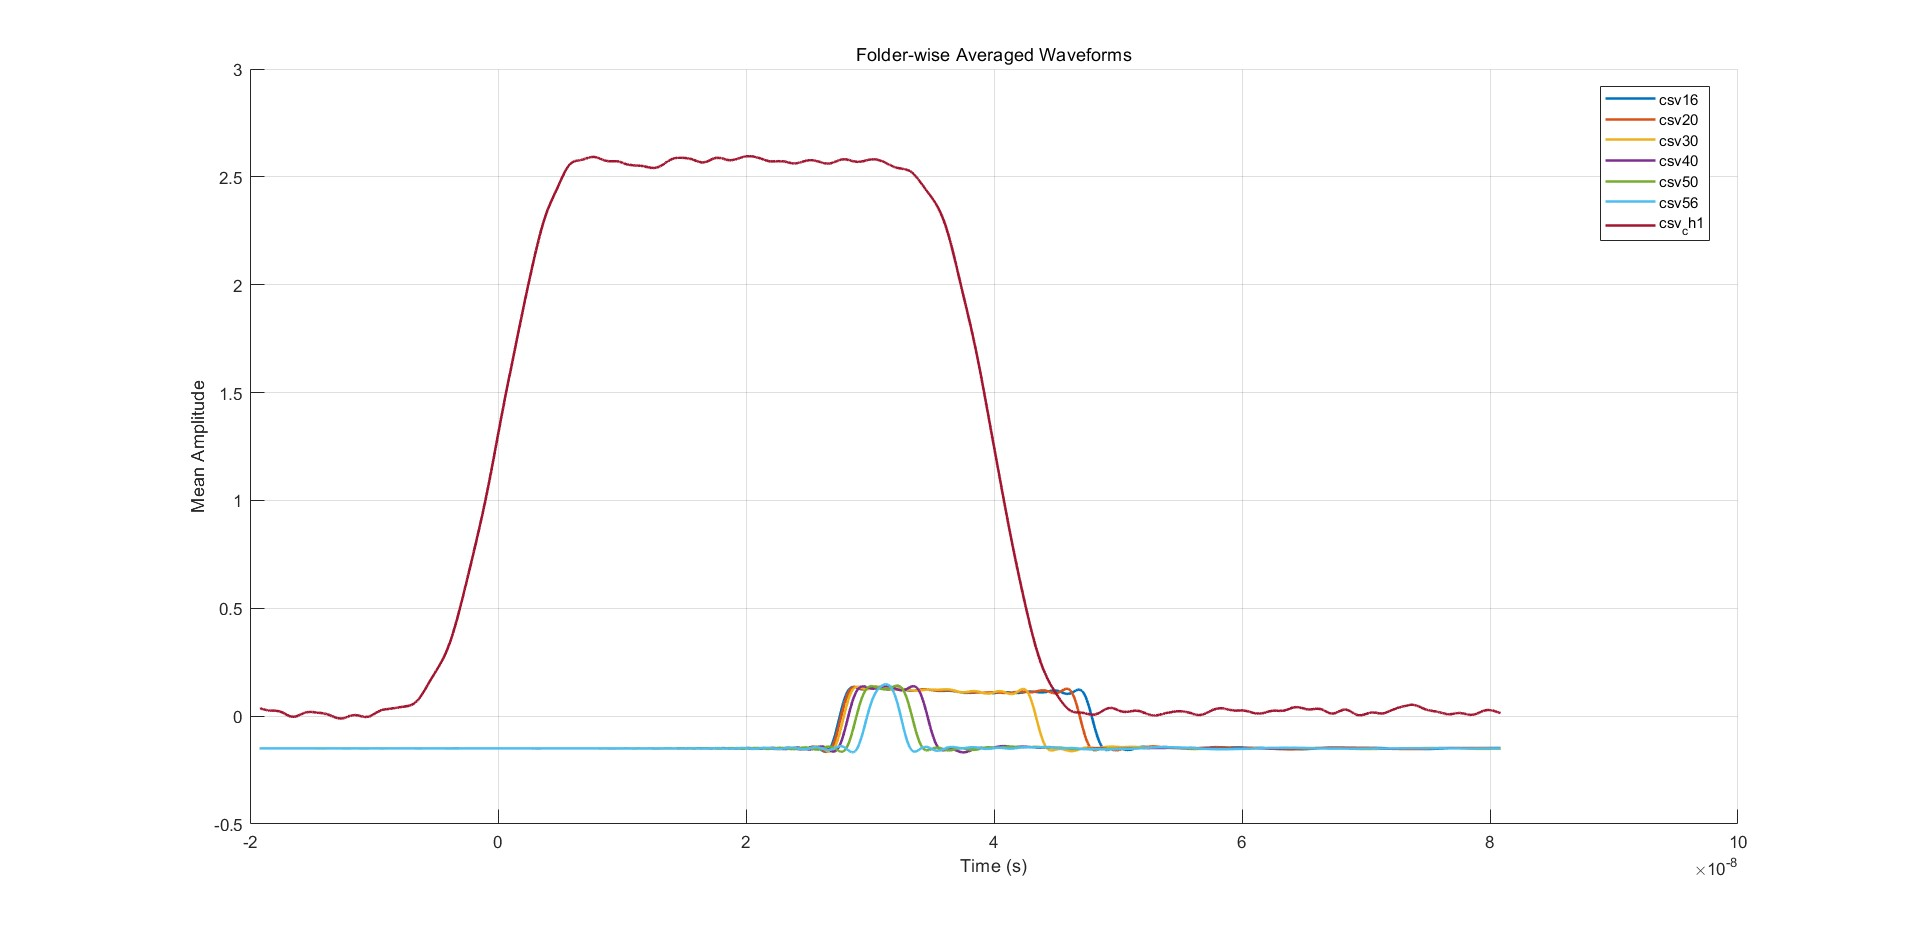 Folder-wise Averaged Waveforms
3
2.5
2
1.5
1
0.5
0
-0.5
Mean Amplitude
-2
0
2
4
6
8
10
Time (s)
×10-8
csv16
csv20
csv30
csv40
csv50
csv56
csvch1